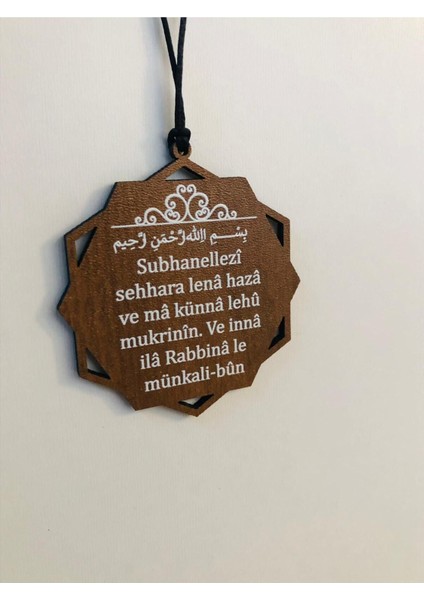 بِسْمِ اللهِ الرَّحْمَنِ الرَّحِيمِ
Subhanellezî
sehhara lenâ hazâ
ve mâ künnâ lehû
mukrinîn. Ve innâ
ilâ Rabbinâ le
münkali-bûn